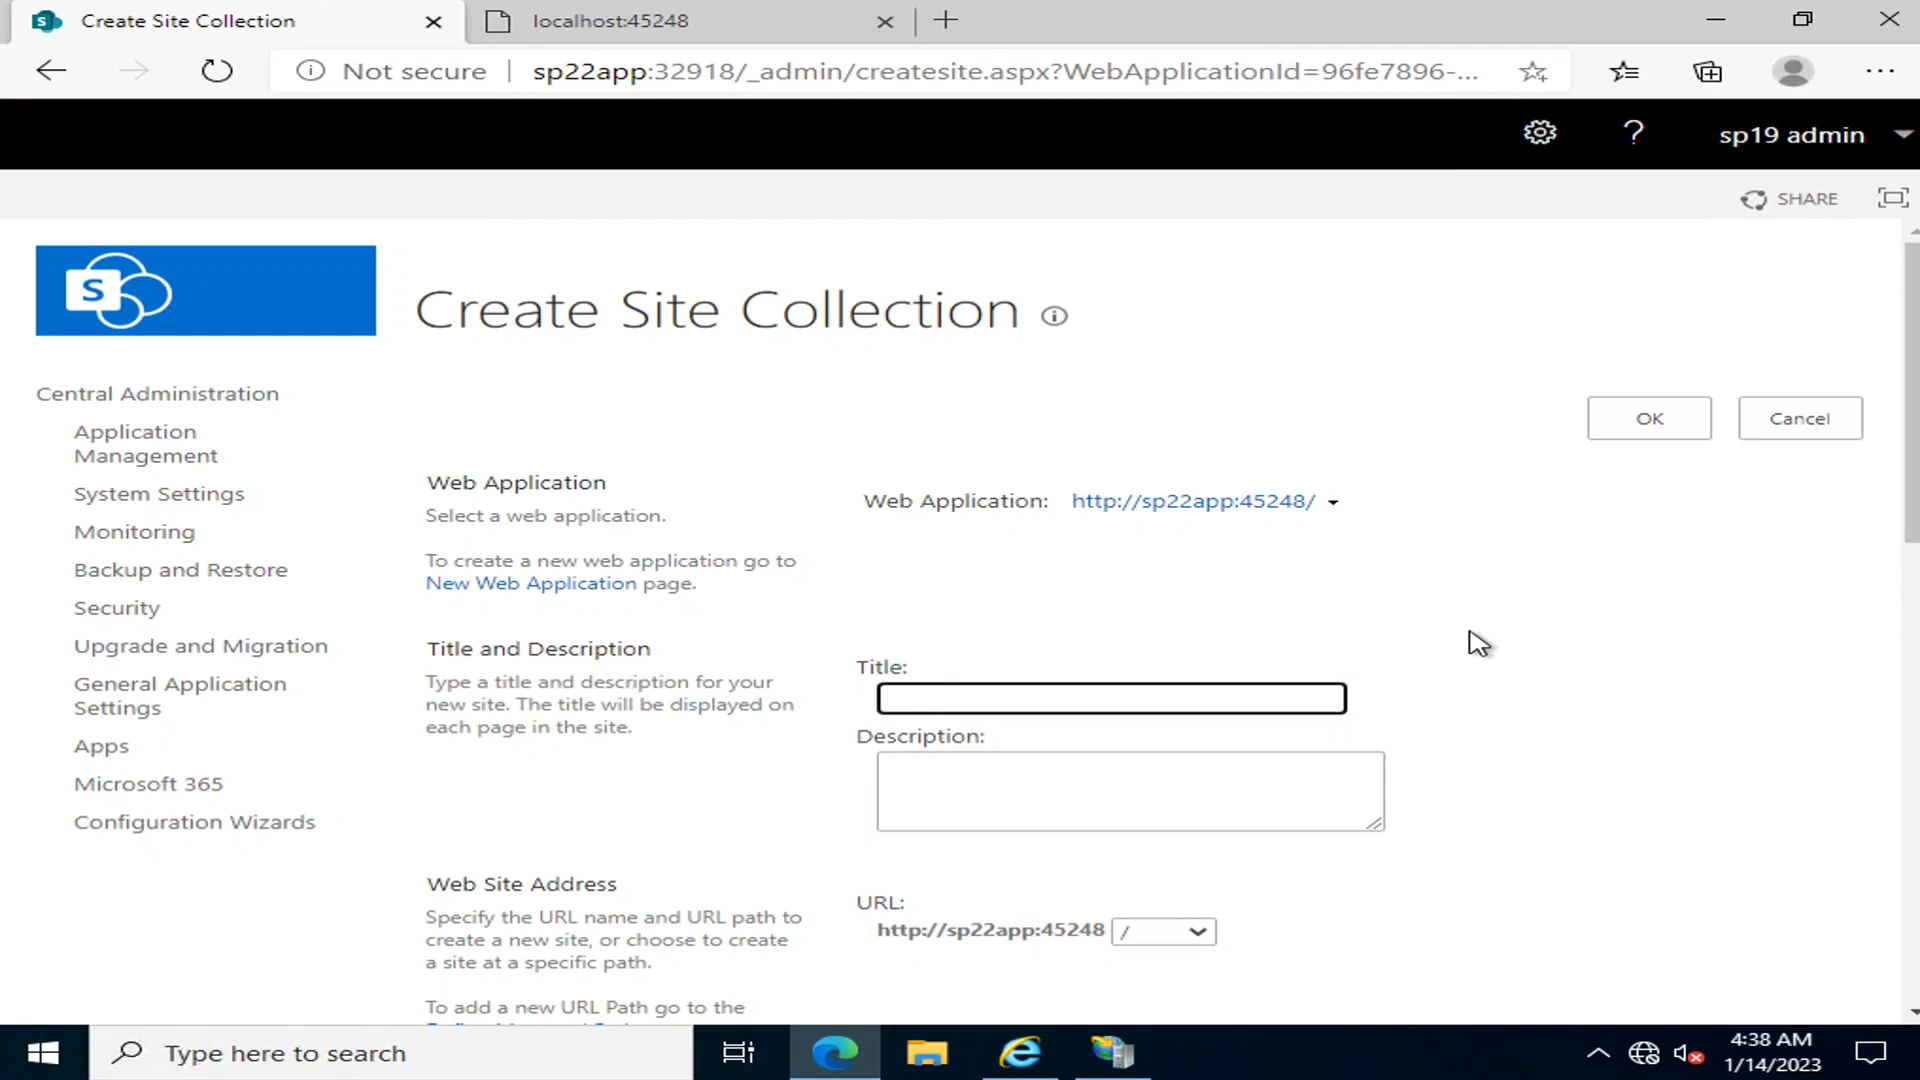 Create Site Collection
localhost:45248
Not secure
sp22app:32918/_admin/createsite.aspx?WebApplicationId=96fe7896-...
?
sp19 admin
SHARE
S
Create Site Collection
Central Administration
Application
Management
System Settings
Monitoring
Backup and Restore
Security
Upgrade and Migration
General Application
Settings
Apps
Microsoft 365
Configuration Wizards
OK
Cancel
Web Application
Select a web application.
To create a new web application go to
New Web Application page.
Web Application: http://sp22app:45248/
Title and Description
Type a title and description for your
new site. The title will be displayed on
each page in the site.
Title:
Description:
Web Site Address
Specify the URL name and URL path to
create a new site, or choose to create
a site at a specific path.
To add a new URL Path go to the
URL:
http://sp22app:45248 /
Type here to search
4:38 AM
1/14/2023